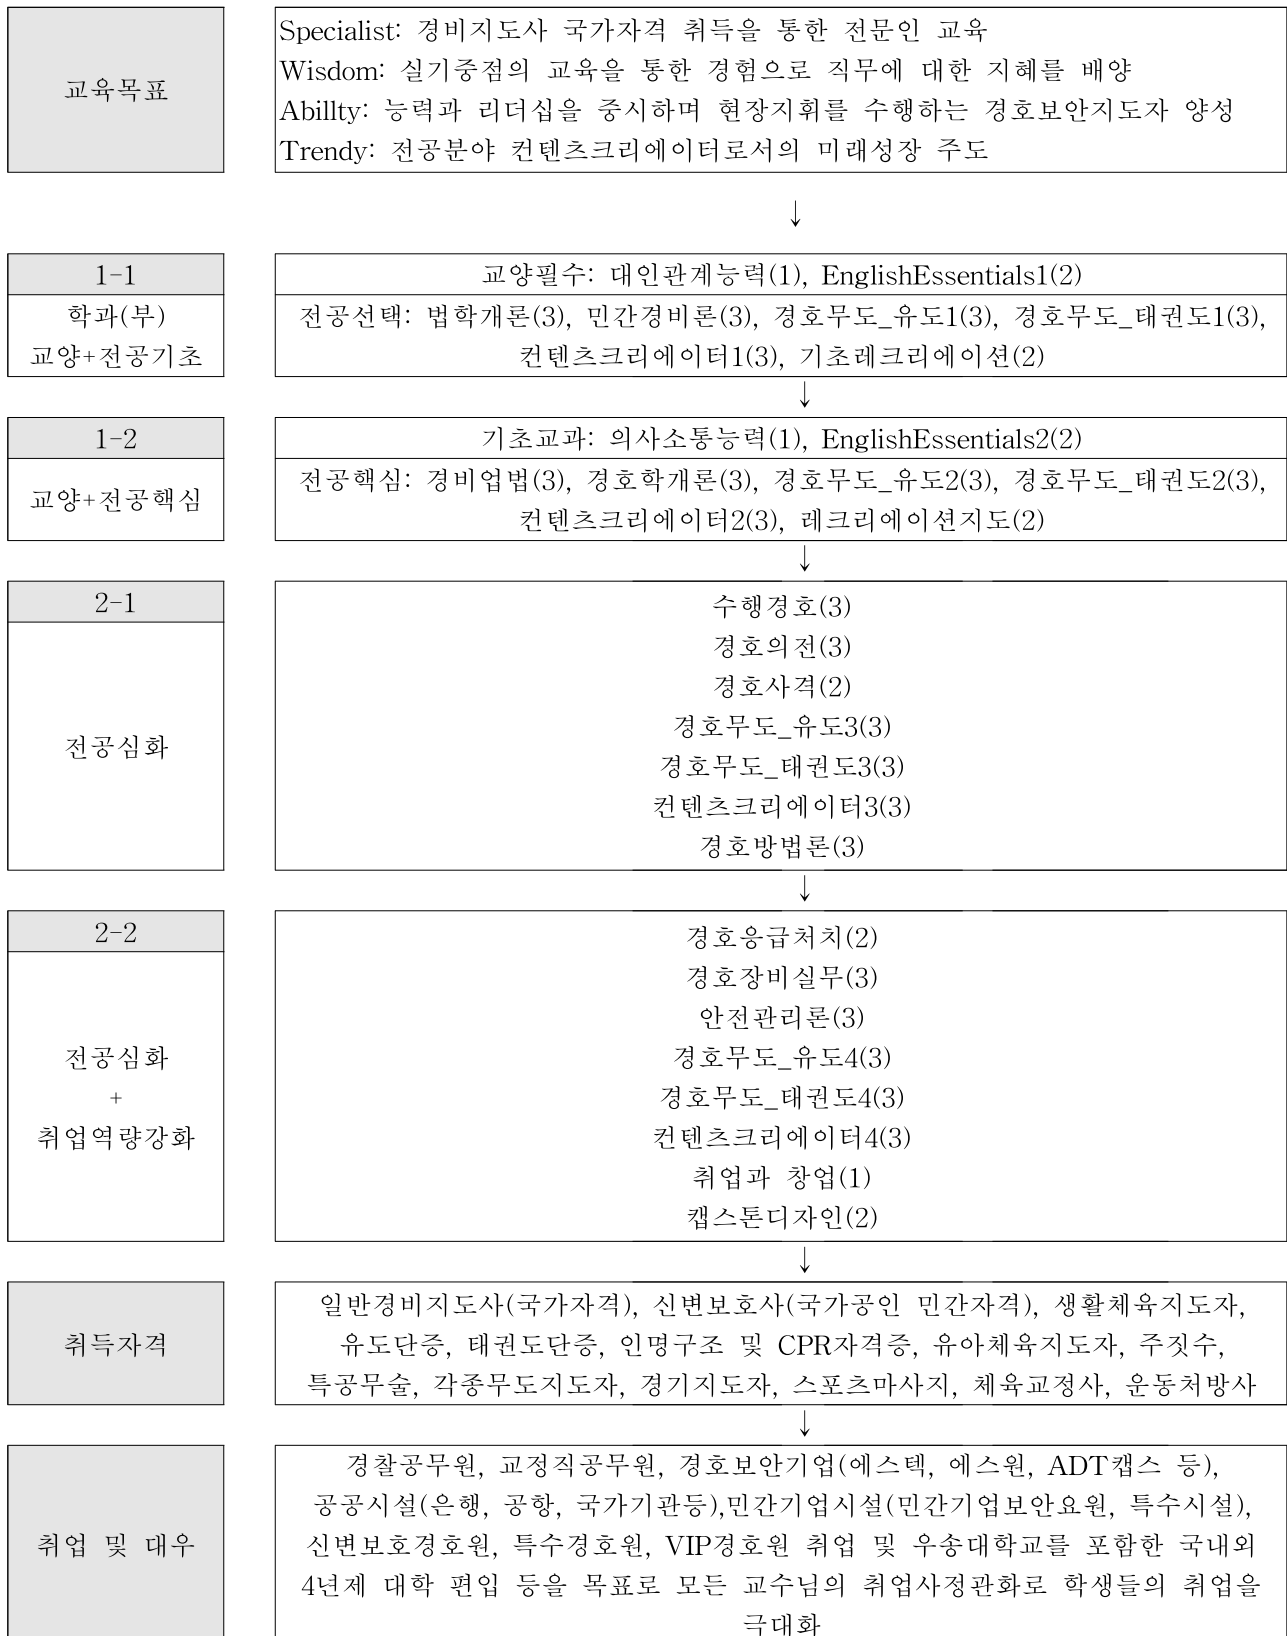 교육목표
Specialist: 경비지도사 국가자격 취득을 통한 전문인 교육
Wisdom: 실기중점의 교육을 통한 경험으로 직무에 대한 지혜를 배양
Abillty: 능력과 리더십을 중시하며 현장지휘를 수행하는 경호보안지도자 양성
Trendy: 전공분야 컨텐츠크리에이터로서의 미래성장 주도
↓
1-1
교양필수: 대인관계능력(1), EnglishEssentials1(2)
학과(부)
교양+전공기초
전공선택: 법학개론(3), 민간경비론(3), 경호무도_유도1(3), 경호무도_태권도1(3),
컨텐츠크리에이터1(3), 기초레크리에이션(2)
↓
1-2
기초교과: 의사소통능력(1), EnglishEssentials2(2)
교양+전공핵심
전공핵심: 경비업법(3), 경호학개론(3), 경호무도_유도2(3), 경호무도_태권도2(3),
컨텐츠크리에이터2(3), 레크리에이션지도(2)
↓
2-1
전공심화
수행경호(3)
경호의전(3)
경호사격(2)
경호무도_유도3(3)
경호무도_태권도3(3)
컨텐츠크리에이터3(3)
경호방법론(3)
↓
2-2
전공심화
+
취업역량강화
경호응급처치(2)
경호장비실무(3)
안전관리론(3)
경호무도_유도4(3)
경호무도_태권도4(3)
컨텐츠크리에이터4(3)
취업과 창업(1)
캡스톤디자인(2)
↓
취득자격
일반경비지도사(국가자격), 신변보호사(국가공인 민간자격), 생활체육지도자,
유도단증, 태권도단증, 인명구조 및 CPR자격증, 유아체육지도자, 주짓수,
특공무술, 각종무도지도자, 경기지도자, 스포츠마사지, 체육교정사, 운동처방사
↓
취업 및 대우
경찰공무원, 교정직공무원, 경호보안기업(에스텍, 에스원, ADT캡스 등),
공공시설(은행, 공항, 국가기관등),민간기업시설(민간기업보안요원, 특수시설),
신변보호경호원, 특수경호원, VIP경호원 취업 및 우송대학교를 포함한 국내외
4년제 대학 편입 등을 목표로 모든 교수님의 취업사정관화로 학생들의 취업을
극대화